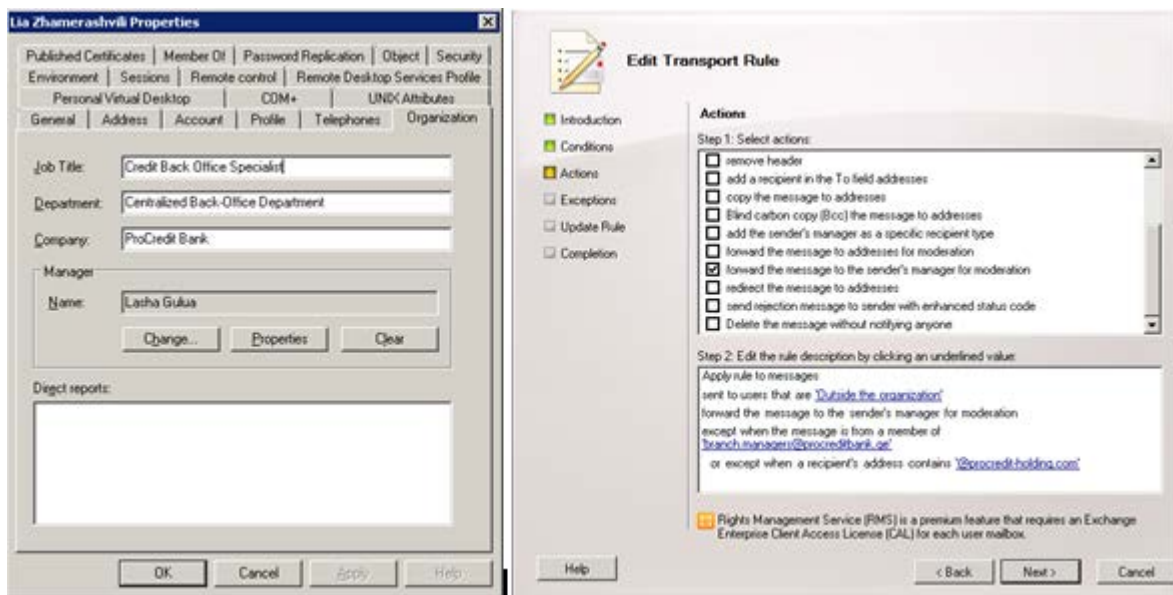 Lia Zhamerashvili Properties
Published Certificates
Member Of
Password Replication
Object
Security
Environment
Sessions
Remote control
Remote Desktop Services Profile
Personal Virtual Desktop
COM+
UNIX Attributes
General
Address
Account
Profile
Telephones
Organization
Job Title:
Credit Back Office Specialist
Department:
Centralized Back-Office Department
Company:
ProCredit Bank
Manager
Name:
Lasha Gulua
Change...
Properties
Clear
Direct reports:
OK
Cancel
Apply
Help
Edit Transport Rule
Introduction
Conditions
Actions
Exceptions
Update Rule
Completion
Actions
Step 1: Select actions:
remove header
add a recipient in the To field addresses
copy the message to addresses
Blind carbon copy (Bcc) the message to addresses
add the sender's manager as a specific recipient type
forward the message to addresses for moderation
forward the message to the sender's manager for moderation
redirect the message to addresses
send rejection message to sender with enhanced status code
Delete the message without notifying anyone
Step 2: Edit the rule description by clicking an underlined value:
Apply rule to messages
sent to users that are 'Outside the organization'
forward the message to the sender's manager for moderation
except when the message is from a member of
'branch.managers@procreditbank.ge'
or except when a recipient's address contains '@procredit-holding.com'
Rights Management Service (RMS) is a premium feature that requires an Exchange
Enterprise Client Access License (CAL) for each user mailbox.
Help
< Back
Next >
Cancel